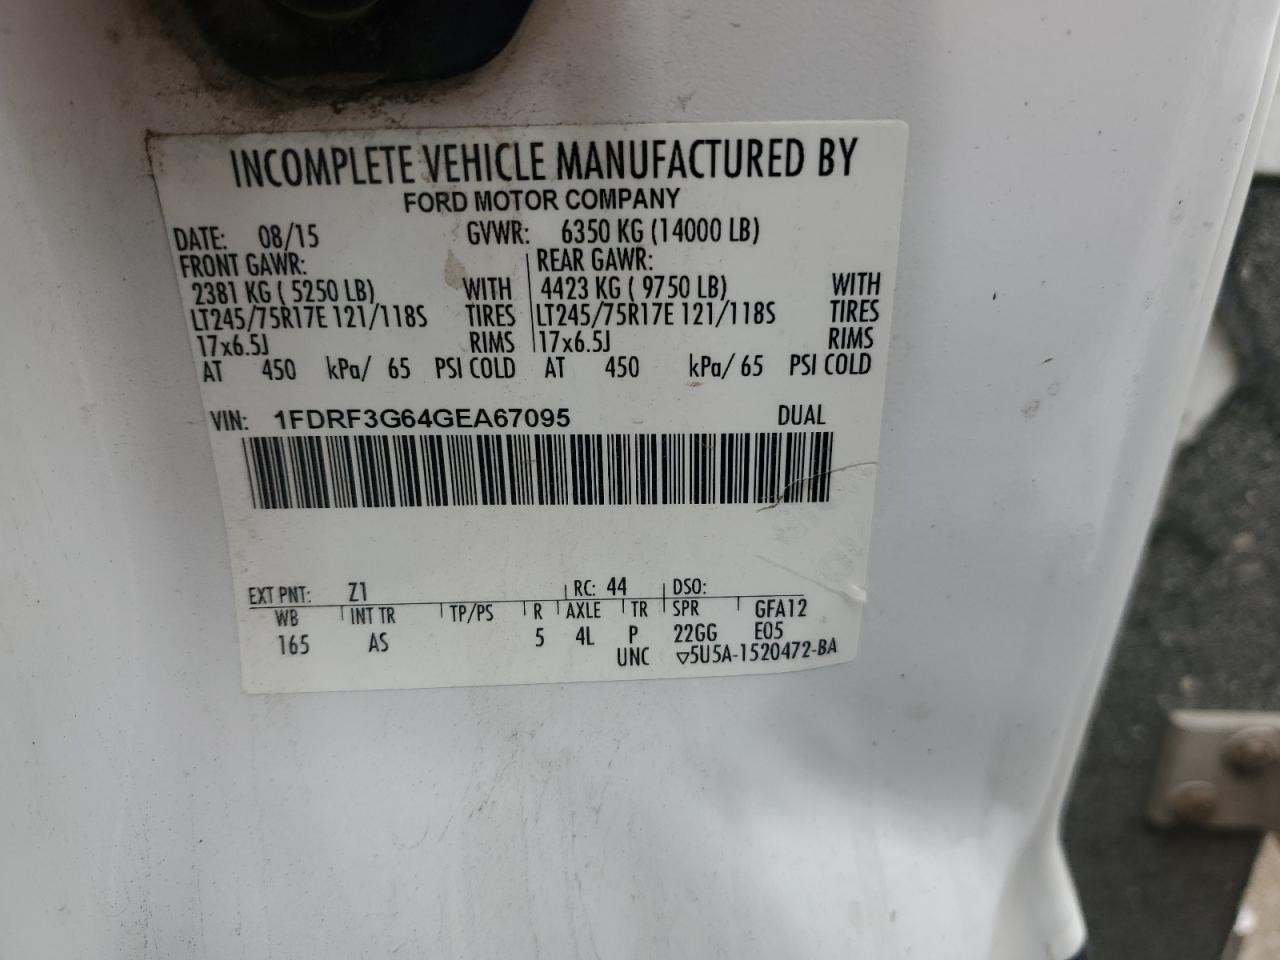 INCOMPLETE VEHICLE MANUFACTURED BY
FORD MOTOR COMPANY
DATE: 08/15 GVWR: 6350 KG (14000 LB)
FRONT GAWR: REAR GAWR:
2381 KG ( 5250 LB) WITH 4423 KG ( 9750 LB) WITH
LT245/75R17E 121/118S TIRES LT245/75R17E 121/118S TIRES
17x6.5J RIMS 17x6.5J RIMS
AT 450 kPa/ 65 PSI COLD AT 450 kPa/ 65 PSI COLD
VIN: 1FDRF3G64GEA67095 DUAL
EXT PNT: Z1 RC: 44 DSO:
WB INT TR TP/PS R AXLE TR SPR GFA12
165 AS 5 4L P 22GG E05
UNC ▽5U5A-1520472-BA